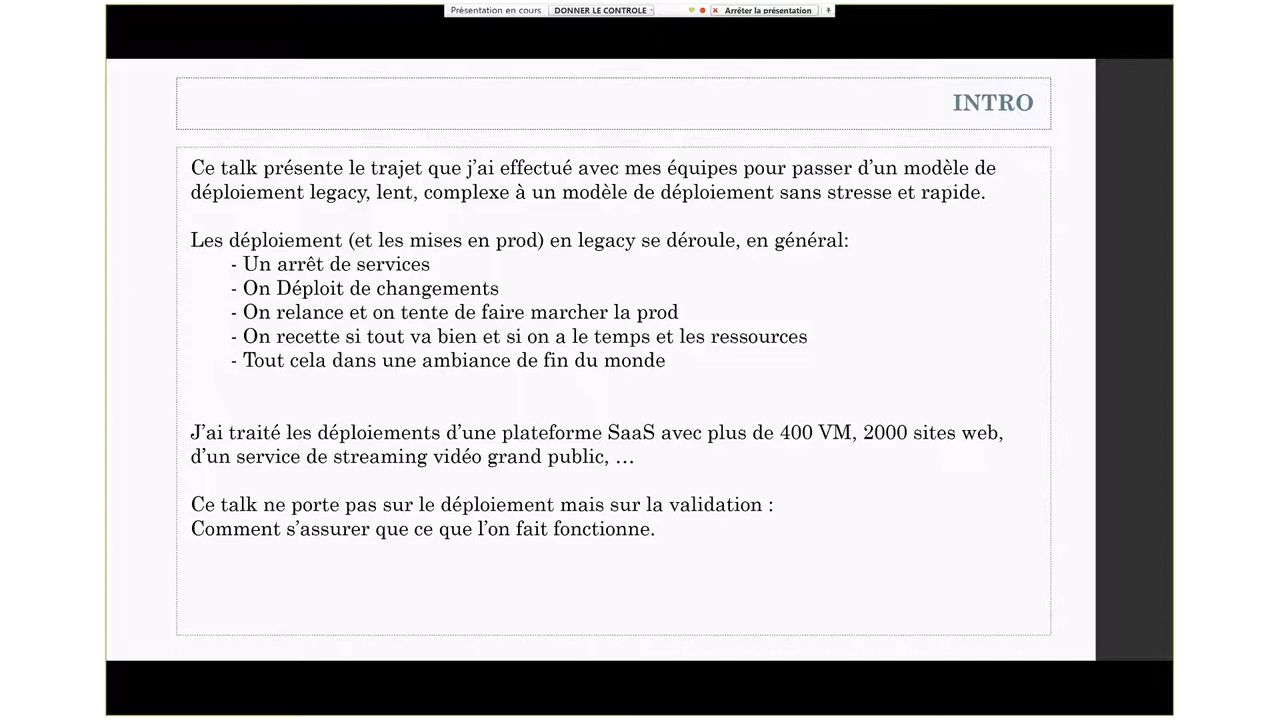 Présentation en cours DONNER LE CONTROLE Arrêter la présentation
INTRO
Ce talk présente le trajet que j'ai effectué avec mes équipes pour passer d'un modèle de
déploiement legacy, lent, complexe à un modèle de déploiement sans stresse et rapide.
Les déploiement (et les mises en prod) en legacy se déroule, en général:
- Un arrêt de services
- On Déploit de changements
- On relance et on tente de faire marcher la prod
- On recette si tout va bien et si on a le temps et les ressources
- Tout cela dans une ambiance de fin du monde
J'ai traité les déploiements d'une plateforme SaaS avec plus de 400 VM, 2000 sites web,
d'un service de streaming vidéo grand public, …
Ce talk ne porte pas sur le déploiement mais sur la validation :
Comment s'assurer que ce que l'on fait fonctionne.